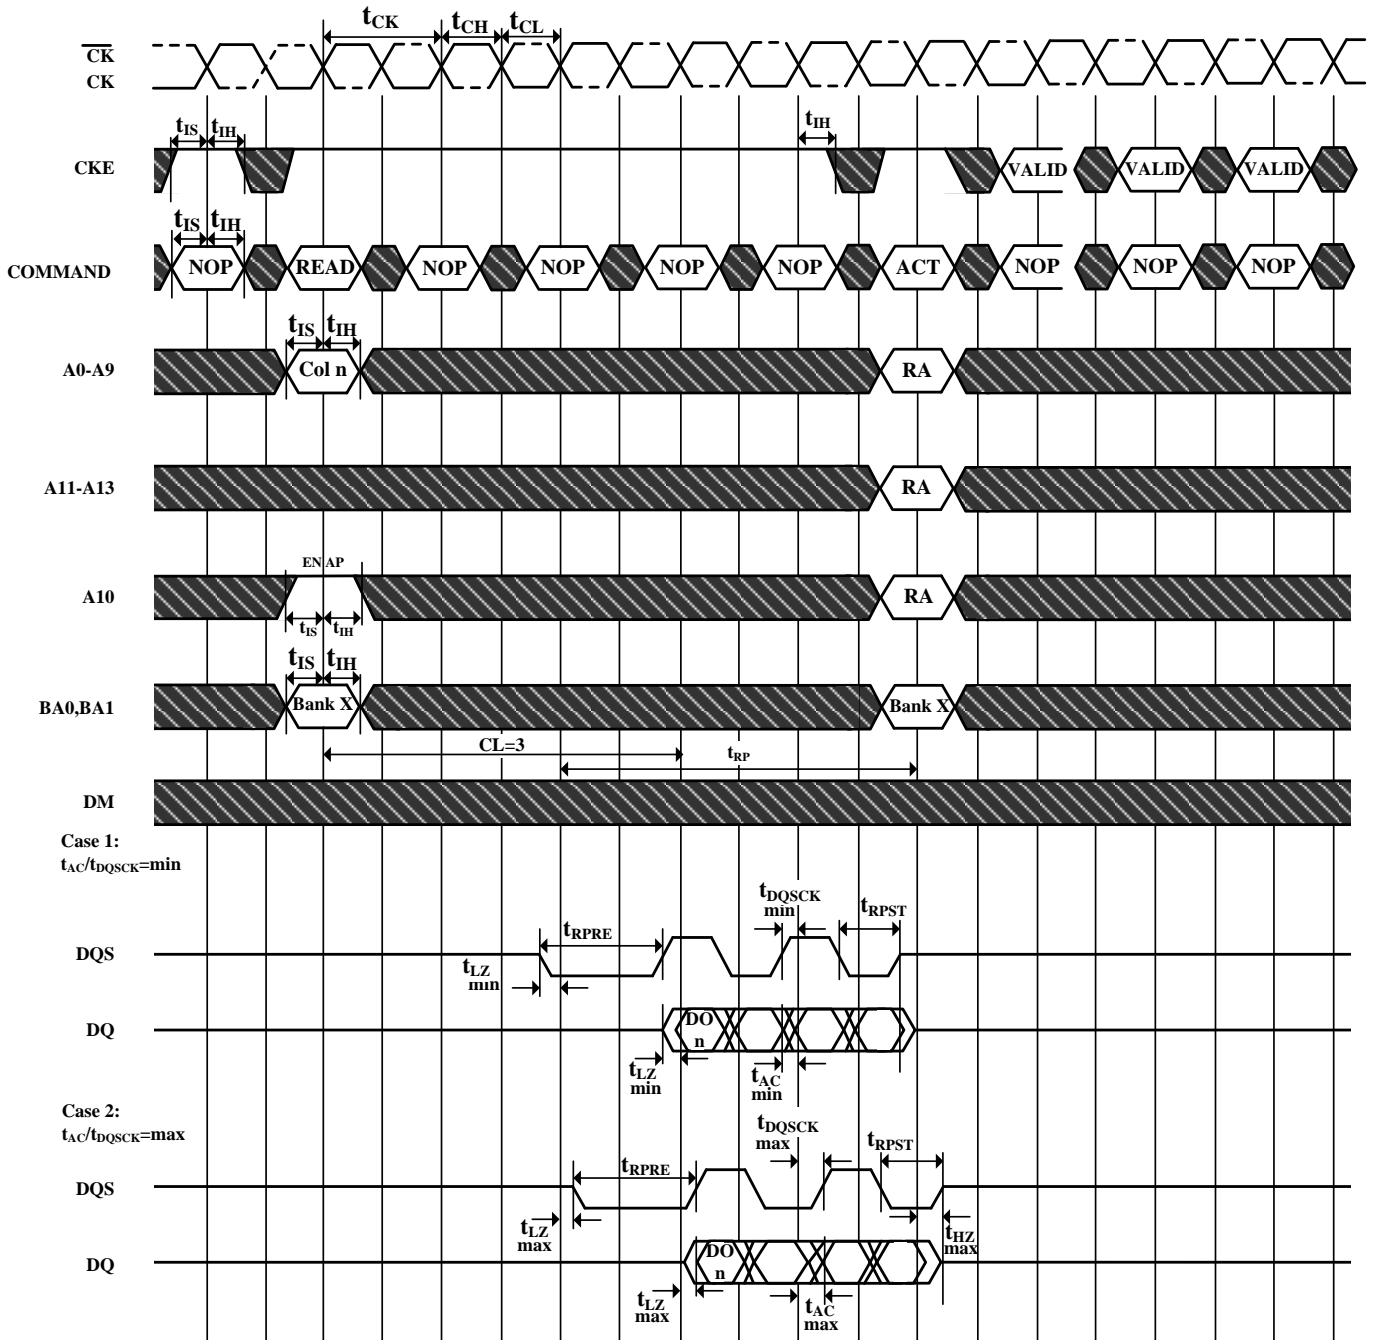 tCK tCH tCL
CK
CK
tIS tIH tIH
CKE VALID VALID VALID
tIS tIH
COMMAND NOP READ NOP NOP NOP NOP ACT NOP NOP NOP
tIS tIH
A0-A9 Col n RA
A11-A13 RA
EN AP
A10 RA
tIS tIH
tIS tIH
BA0,BA1 Bank X Bank X
CL=3 tRP
DM
Case 1:
tAC/tDQSCK=min
tDQSCK min tRPST
tRPRE
DQS
tLZ min
DQ DO n
tLZ min tAC min
Case 2:
tAC/tDQSCK=max
tDQSCK max tRPST
tRPRE
DQS
tLZ max tHZ max
DQ DO n
tLZ max tAC max